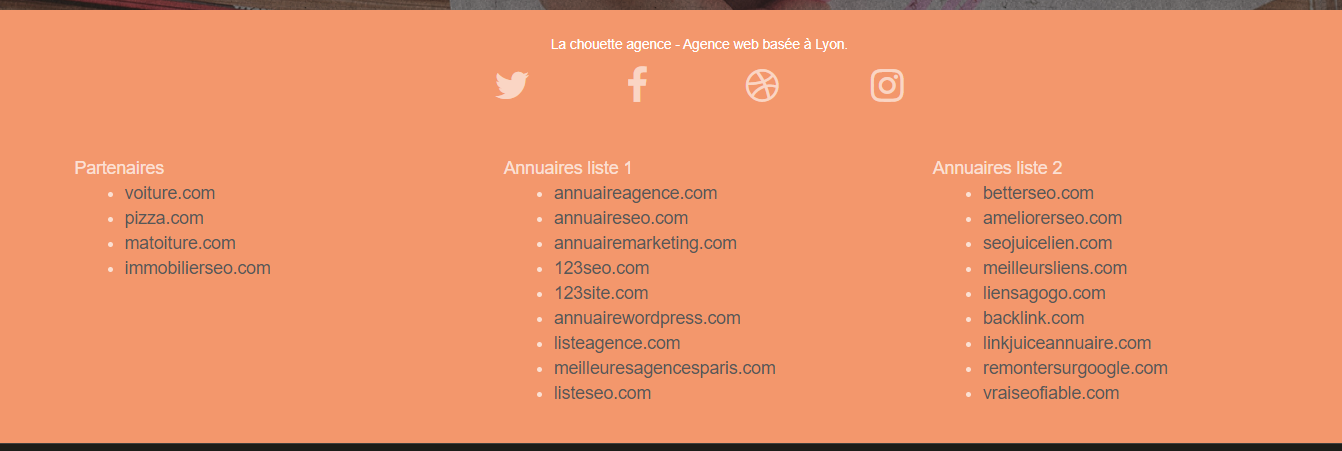 La chouette agence - Agence web basée à Lyon.
Partenaires
voiture.com
pizza.com
matoiture.com
immobilierseo.com
Annuaires liste 1
annuaireagence.com
annuaireseo.com
annuairemarketing.com
123seo.com
123site.com
annuairewordpress.com
listeagence.com
meilleuresagencesparis.com
listeseo.com
Annuaires liste 2
betterseo.com
ameliorerseo.com
seojuicelien.com
meilleursliens.com
liensagogo.com
backlink.com
linkjuiceannuaire.com
remontersurgoogle.com
vraiseofiable.com